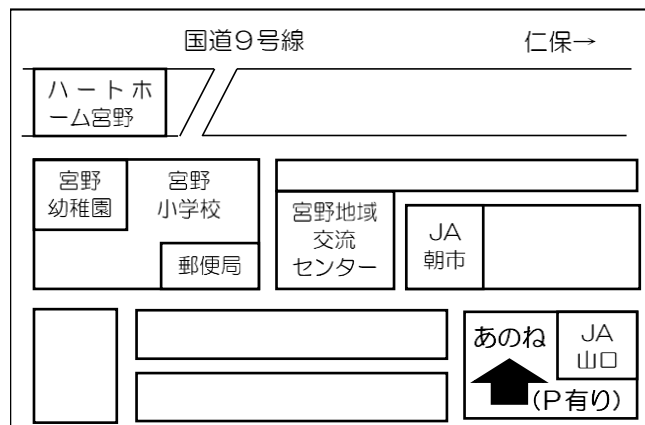 国道9号線
仁保→
ハートホ
ーム宮野
宮野
幼稚園
宮野
小学校
郵便局
宮野地域
交流
センター
JA
朝市
あのね
JA
山口
(P有り)